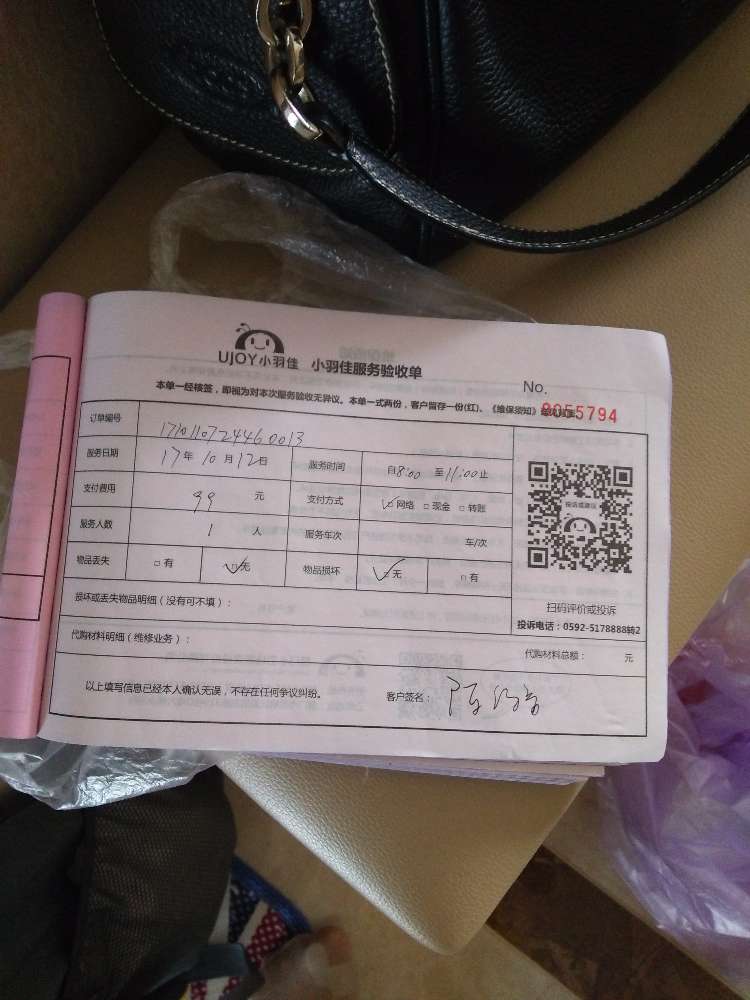 UJOY小羽佳 小羽佳服务验收单
No.
本单一经核签，即视为对本次服务验收无异议。本单一式两份，客户留存一份(红)、《维保须知》
8055794
订单编号 1710110724460013
服务日期 17年10月12日 服务时间 自8:00 至11:00止
支付费用 99 元 支付方式 ☑网络 □现金 □转账
服务人数 1 人 服务车次 车/次
物品丢失 □有 ☑无 物品损坏 ☑无 □有
投诉或建议
扫码评价或投诉
投诉电话：0592-5178888转2
损坏或丢失物品明细（没有可不填）：
代购材料明细（维修业务）： 代购材料总额： 元
以上填写信息已经本人确认无误，不存在任何争议纠纷。 客户签名：